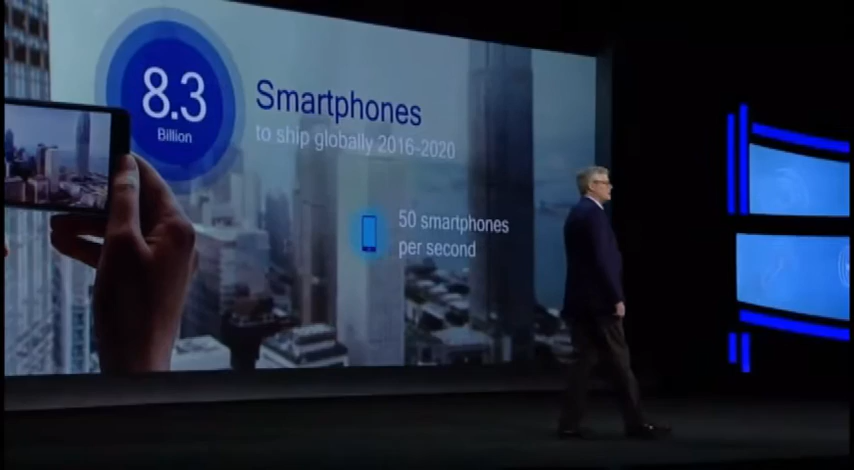 8.3
Billion
Smartphones
to ship globally 2016-2020
50 smartphones
per second